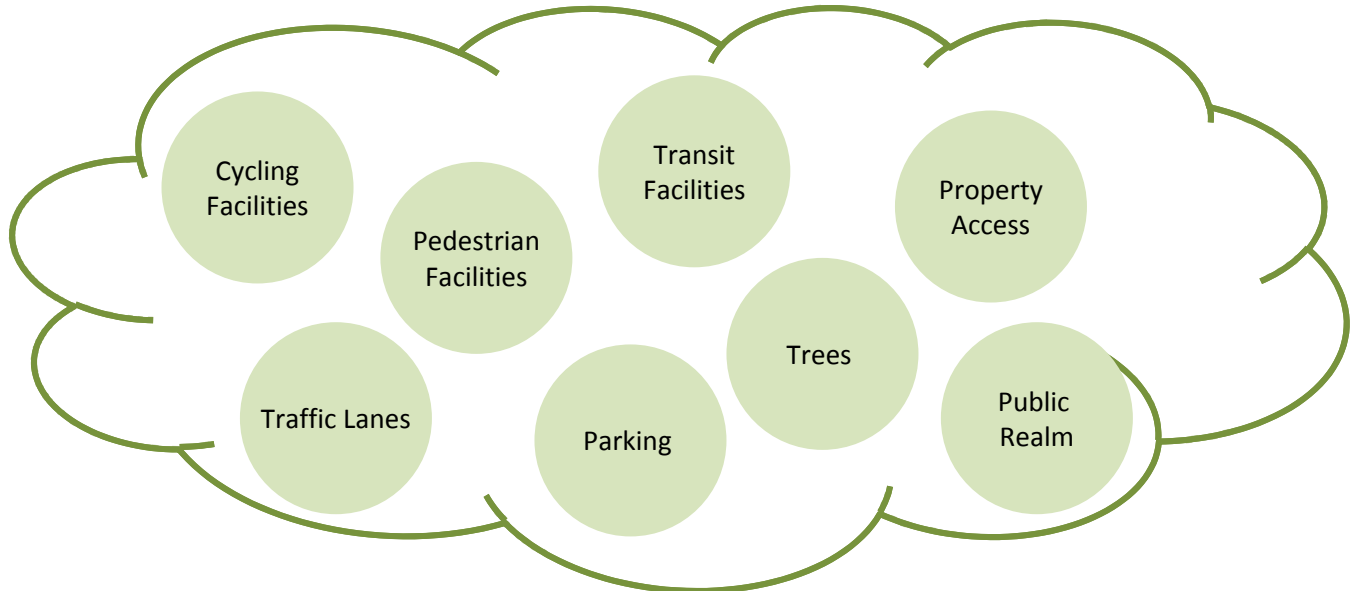 Cycling
Facilities
Pedestrian
Facilities
Transit
Facilities
Property
Access
Traffic Lanes
Parking
Trees
Public
Realm